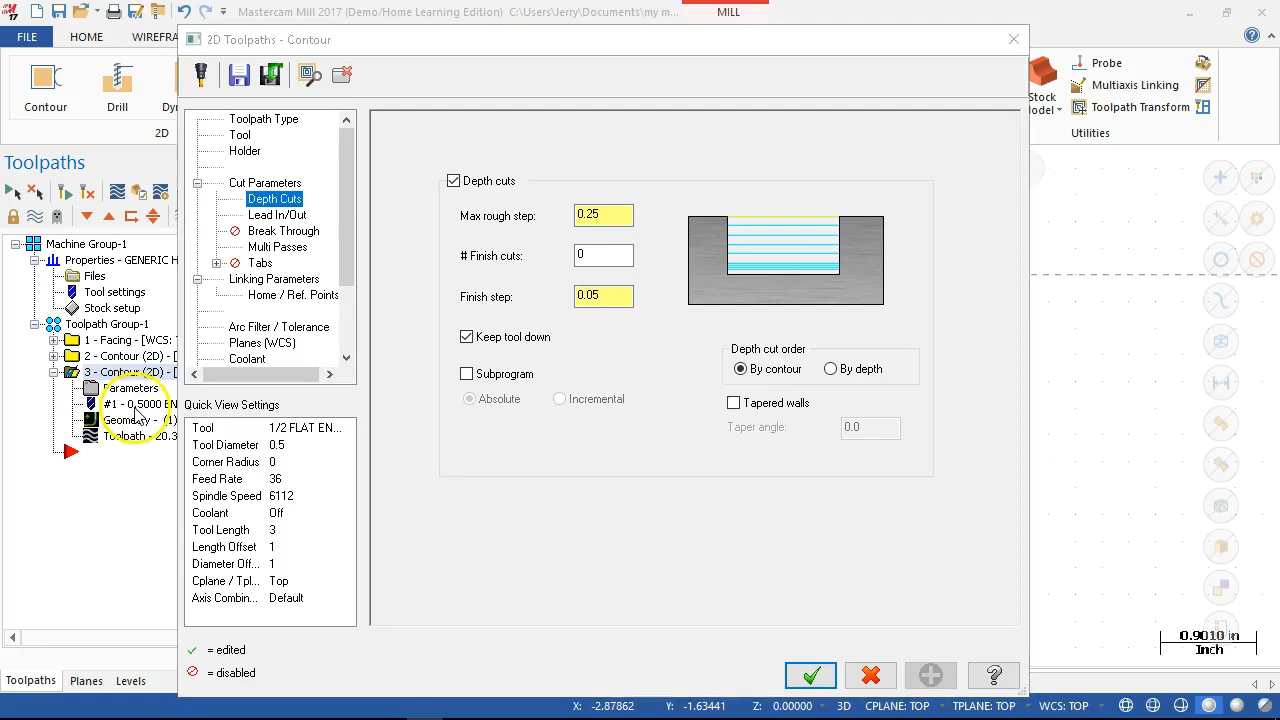 17
Mastercam Mill 2017 (Demo/Home Learning Edition) C:\Users\Jerry\Documents\my m...
MILL
FILE
HOME
WIREFRA
2D Toolpaths - Contour
Contour
Drill
2D
Probe
Multiaxis Linking
Toolpath Transform
Stock
Model
Utilities
Toolpaths
Machine Group-1
Properties - GENERIC H
Files
Tool settings
Stock setup
Toolpath Group-1
1 - Facing - [WCS:
2 - Contour (2D) - [
3 - Contour (2D) - [
Parameters
#1 - 0.5000 EN
Geometry - (1)
Toolpath - 20.3
Toolpath Type
Tool
Holder
Cut Parameters
Depth Cuts
Lead In/Out
Break Through
Multi Passes
Tabs
Linking Parameters
Home / Ref. Points
Arc Filter / Tolerance
Planes (WCS)
Coolant
Quick View Settings
Tool 1/2 FLAT EN...
Tool Diameter 0.5
Corner Radius 0
Feed Rate 36
Spindle Speed 6112
Coolant Off
Tool Length 3
Length Offset 1
Diameter Off... 1
Cplane / Tpl... Top
Axis Combin... Default
= edited
= disabled
Depth cuts
Max rough step: 0.25
# Finish cuts: 0
Finish step: 0.05
Keep tool down
Subprogram
Absolute Incremental
Depth cut order
By contour By depth
Tapered walls
Taper angle: 0.0
0.9010 in
Inch
Toolpaths Planes Levels
X: -2.87862 Y: -1.63441 Z: 0.00000 3D CPLANE: TOP TPLANE: TOP WCS: TOP